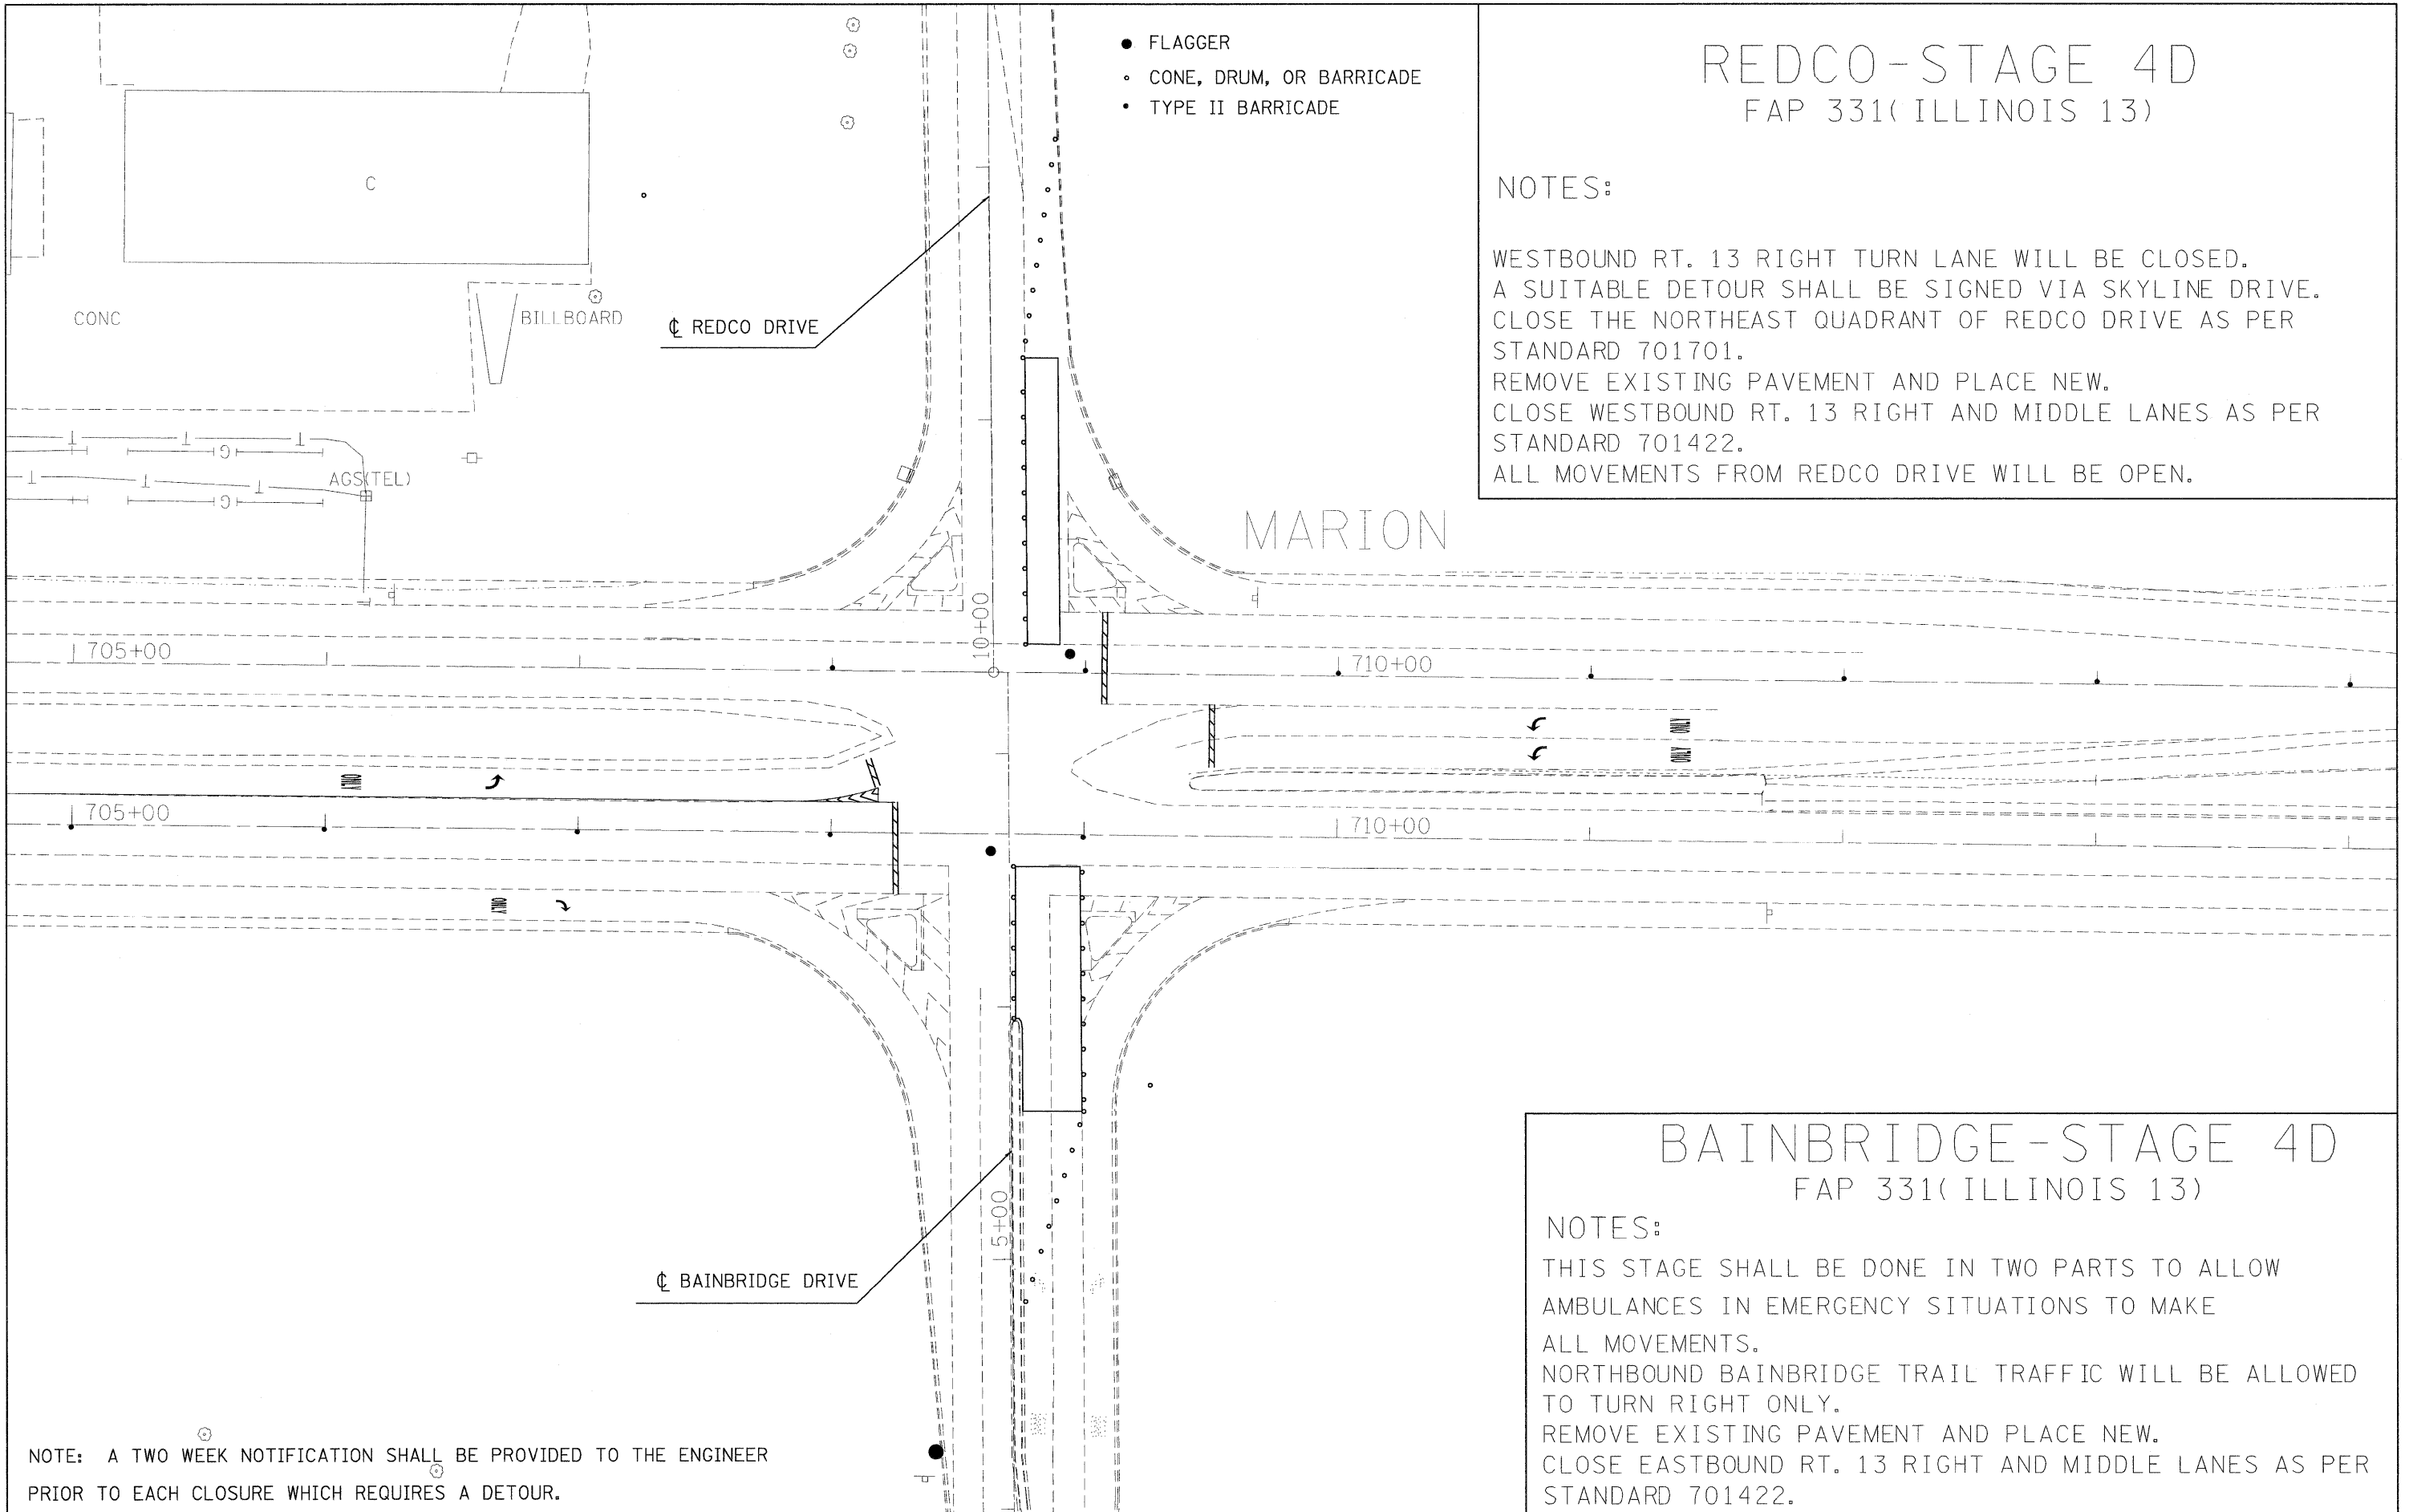 ● FLAGGER
∘ CONE, DRUM, OR BARRICADE
• TYPE II BARRICADE
REDCO-STAGE 4D
FAP 331(ILLINOIS 13)
NOTES:
WESTBOUND RT. 13 RIGHT TURN LANE WILL BE CLOSED.
A SUITABLE DETOUR SHALL BE SIGNED VIA SKYLINE DRIVE.
CLOSE THE NORTHEAST QUADRANT OF REDCO DRIVE AS PER
STANDARD 701701.
REMOVE EXISTING PAVEMENT AND PLACE NEW.
CLOSE WESTBOUND RT. 13 RIGHT AND MIDDLE LANES AS PER
STANDARD 701422.
ALL MOVEMENTS FROM REDCO DRIVE WILL BE OPEN.
C
CONC
BILLBOARD
℄ REDCO DRIVE
G
AGS(TEL)
G
MARION
10+00
705+00
710+00
ONLY
ONLY
ONLY
705+00
710+00
ONLY
15+00
℄ BAINBRIDGE DRIVE
BAINBRIDGE-STAGE 4D
FAP 331(ILLINOIS 13)
NOTES:
THIS STAGE SHALL BE DONE IN TWO PARTS TO ALLOW
AMBULANCES IN EMERGENCY SITUATIONS TO MAKE
ALL MOVEMENTS.
NORTHBOUND BAINBRIDGE TRAIL TRAFFIC WILL BE ALLOWED
TO TURN RIGHT ONLY.
REMOVE EXISTING PAVEMENT AND PLACE NEW.
CLOSE EASTBOUND RT. 13 RIGHT AND MIDDLE LANES AS PER
STANDARD 701422.
NOTE: A TWO WEEK NOTIFICATION SHALL BE PROVIDED TO THE ENGINEER
PRIOR TO EACH CLOSURE WHICH REQUIRES A DETOUR.